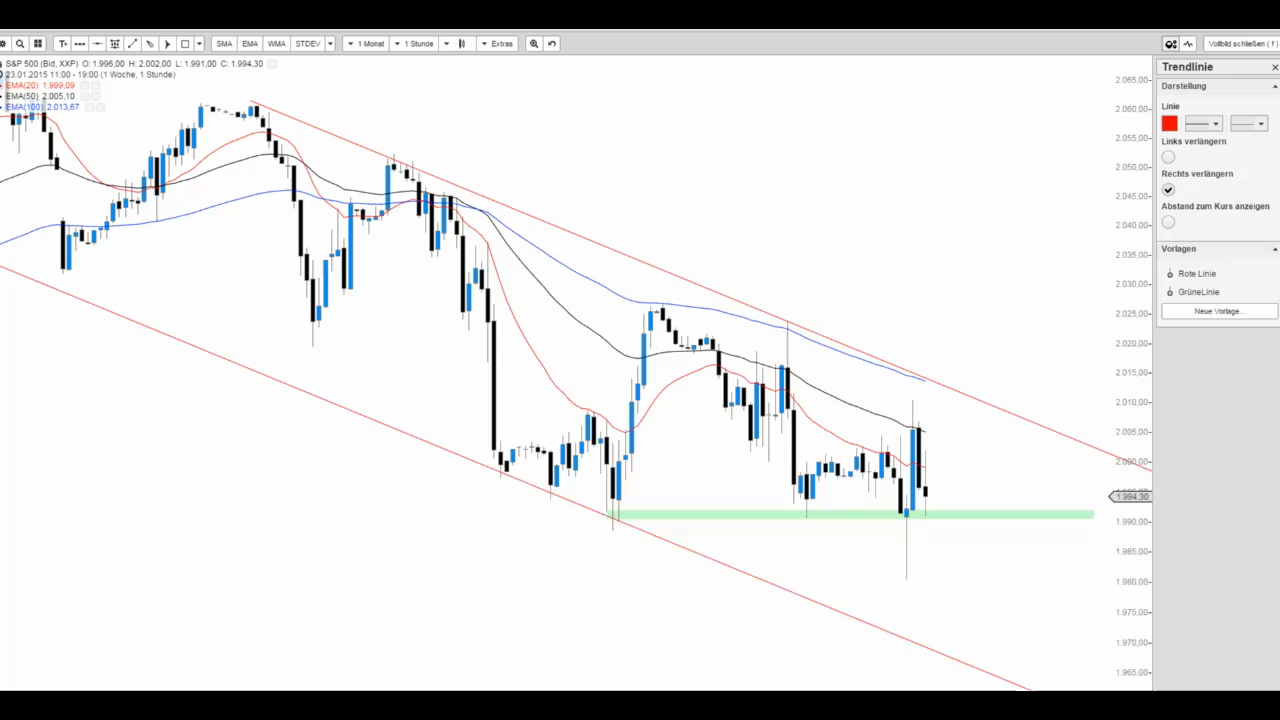 T+
SMA EMA WMA STDEV 1 Monat 1 Stunde Extras
Vollbild schließen ( f )
S&P 500 (Bid, XXP) O: 1.996,00 H: 2.002,00 L: 1.991,00 C: 1.994,30
23.01.2015 11:00 - 19:00 (1 Woche, 1 Stunde)
EMA(20) 1.999,09
EMA(50) 2.005,10
EMA(100) 2.013,67
2.065,00
2.060,00
2.055,00
2.050,00
2.045,00
2.040,00
2.035,00
2.030,00
2.025,00
2.020,00
2.015,00
2.010,00
2.005,00
2.000,00
1.994,30
1.990,00
1.985,00
1.980,00
1.975,00
1.970,00
1.965,00
Trendlinie
Darstellung
Linie
Links verlängern
Rechts verlängern
Abstand zum Kurs anzeigen
Vorlagen
Rote Linie
GrüneLinie
Neue Vorlage...